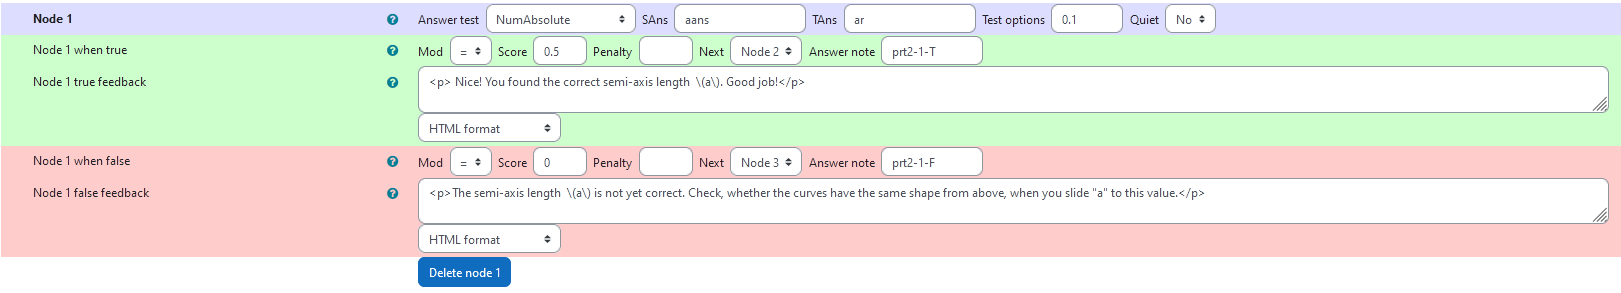 Node 1 Answer test NumAbsolute SAns aans TAns ar Test options 0.1 Quiet No
Node 1 when true Mod = Score 0.5 Penalty Next Node 2 Answer note prt2-1-T
Node 1 true feedback <p> Nice! You found the correct semi-axis length \(a\). Good job!</p>
HTML format
Node 1 when false Mod = Score 0 Penalty Next Node 3 Answer note prt2-1-F
Node 1 false feedback <p>The semi-axis length \(a\) is not yet correct. Check, whether the curves have the same shape from above, when you slide "a" to this value.</p>
HTML format
Delete node 1